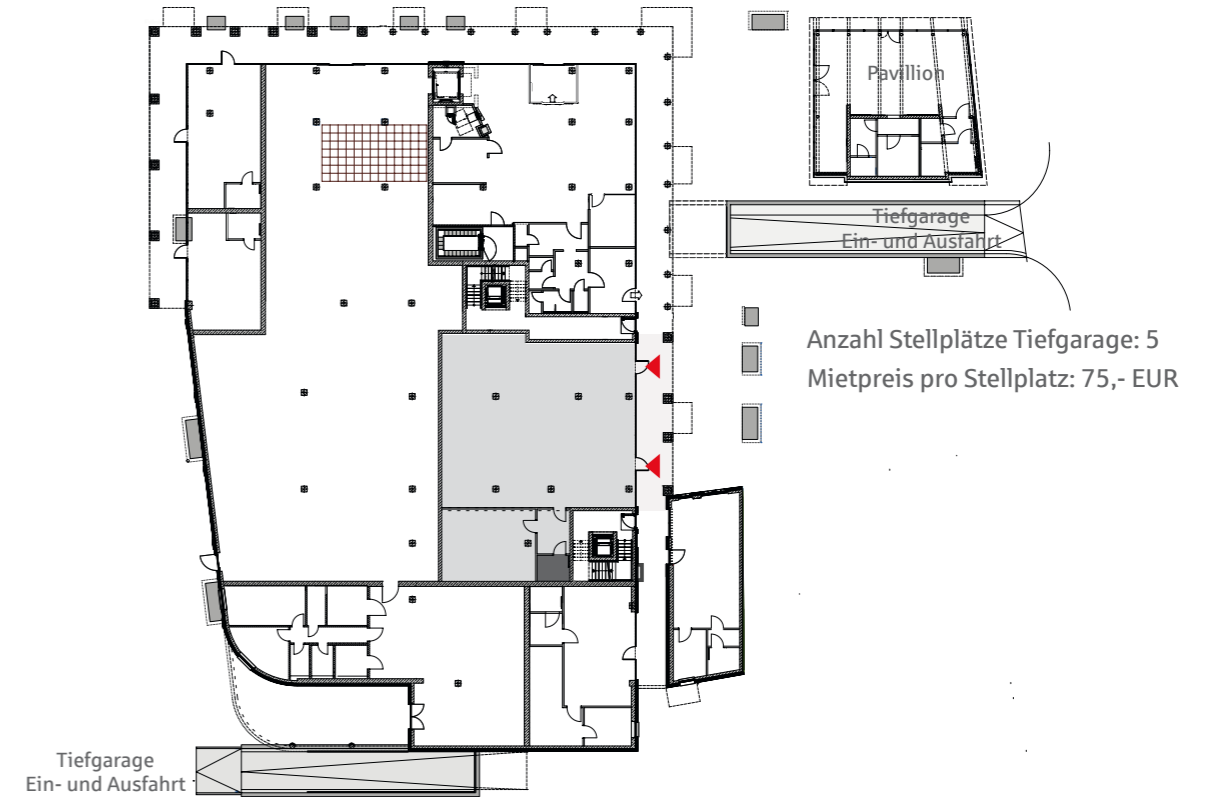 Pavillion
Tiefgarage
Ein- und Ausfahrt
Anzahl Stellplätze Tiefgarage: 5
Mietpreis pro Stellplatz: 75,- EUR
Tiefgarage
Ein- und Ausfahrt